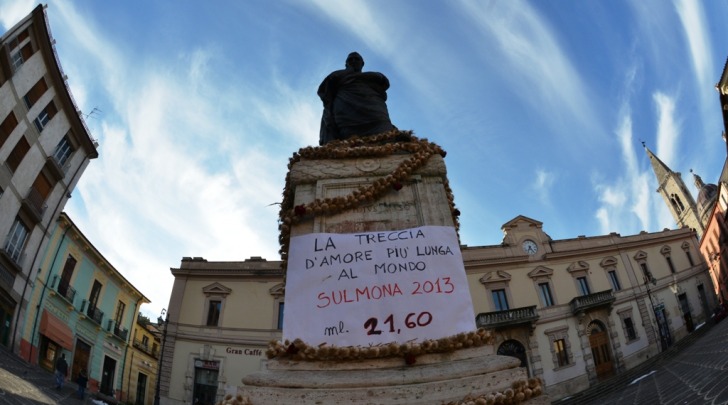 LA TRECCIA
D'AMORE PIU' LUNGA
AL MONDO
SULMONA 2013
ml. 21,60
Gran Caffè